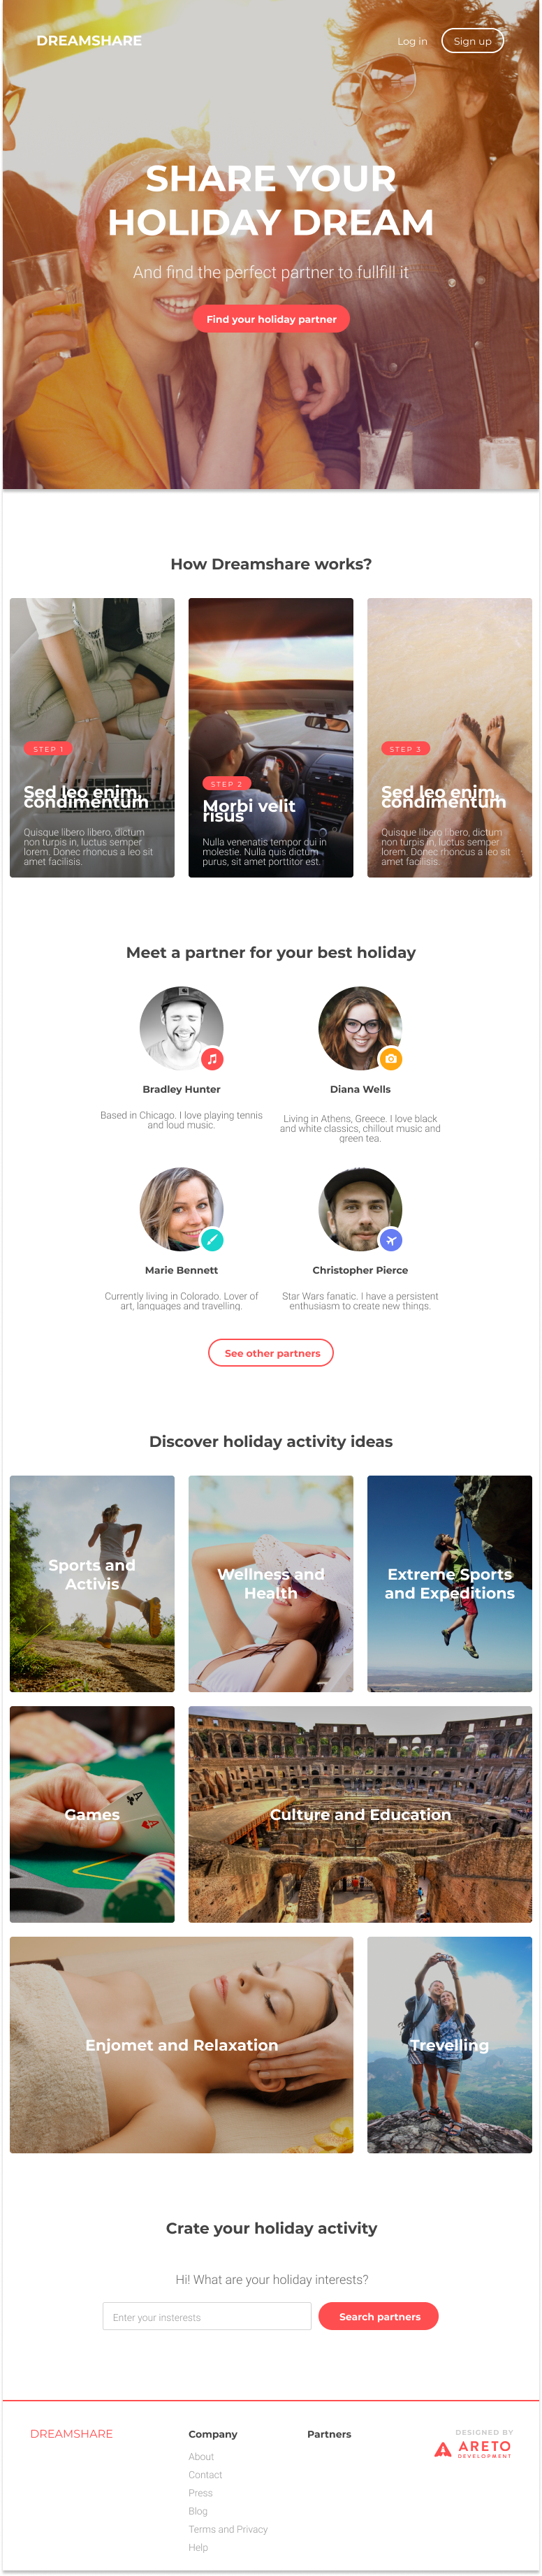 DREAMSHARE
Log in
Sign up
SHARE YOUR
HOLIDAY DREAM
And find the perfect partner to fullfill it
Find your holiday partner
How Dreamshare works?
STEP 1
Sed leo enim,
condimentum
Quisque libero libero, dictum
non turpis in, luctus semper
lorem. Donec rhoncus a leo sit
amet facilisis.
STEP 2
Morbi velit
risus
Nulla venenatis tempor dui in
molestie. Nulla quis dictum
purus, sit amet porttitor est.
STEP 3
Sed leo enim,
condimentum
Quisque libero libero, dictum
non turpis in, luctus semper
lorem. Donec rhoncus a leo sit
amet facilisis.
Meet a partner for your best holiday
Bradley Hunter
Based in Chicago. I love playing tennis
and loud music.
Diana Wells
Living in Athens, Greece. I love black
and white classics, chillout music and
green tea.
Marie Bennett
Currently living in Colorado. Lover of
art, languages and travelling.
Christopher Pierce
Star Wars fanatic. I have a persistent
enthusiasm to create new things.
See other partners
Discover holiday activity ideas
Sports and
Activis
Wellness and
Health
Extreme Sports
and Expeditions
Games
Culture and Education
Enjomet and Relaxation
Trevelling
Crate your holiday activity
Hi! What are your holiday interests?
Enter your insterests
Search partners
DREAMSHARE
Company
About
Contact
Press
Blog
Terms and Privacy
Help
Partners
DESIGNED BY
ARETO
DEVELOPMENT